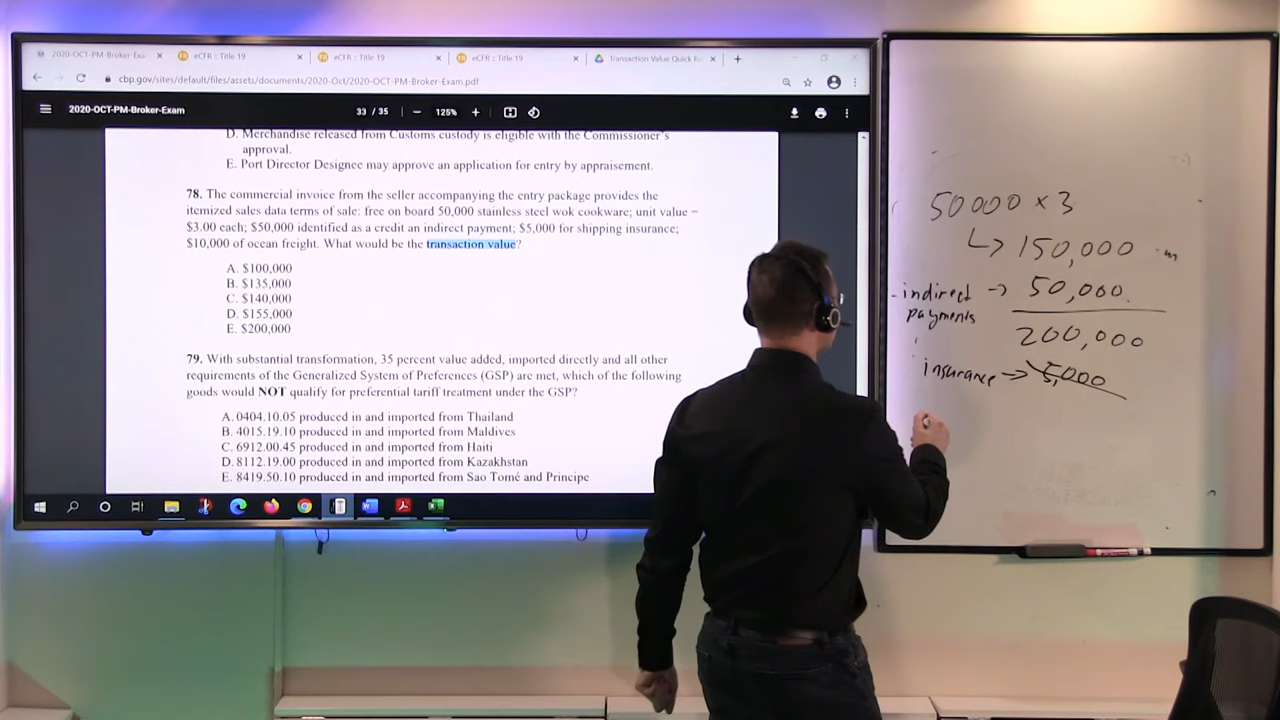 2020-OCT-PM-Broker-Exa
eCFR :: Title 19
eCFR :: Title 19
eCFR :: Title 19
Transaction Value Quick R
cbp.gov/sites/default/files/assets/documents/2020-Oct/2020-OCT-PM-Broker-Exam.pdf
2020-OCT-PM-Broker-Exam
33 / 35
125%
D. Merchandise released from Customs custody is eligible with the Commissioner's
approval.
E. Port Director Designee may approve an application for entry by appraisement.
78. The commercial invoice from the seller accompanying the entry package provides the
itemized sales data terms of sale: free on board 50,000 stainless steel wok cookware; unit value =
$3.00 each; $50,000 identified as a credit an indirect payment; $5,000 for shipping insurance;
$10,000 of ocean freight. What would be the transaction value?
A. $100,000
B. $135,000
C. $140,000
D. $155,000
E. $200,000
79. With substantial transformation, 35 percent value added, imported directly and all other
requirements of the Generalized System of Preferences (GSP) are met, which of the following
goods would NOT qualify for preferential tariff treatment under the GSP?
A. 0404.10.05 produced in and imported from Thailand
B. 4015.19.10 produced in and imported from Maldives
C. 6912.00.45 produced in and imported from Haiti
D. 8112.19.00 produced in and imported from Kazakhstan
E. 8419.50.10 produced in and imported from Sao Tomé and Principe
50000 x 3
↳ 150,000
indirect → 50,000
payments
200,000
insurance → 5,000